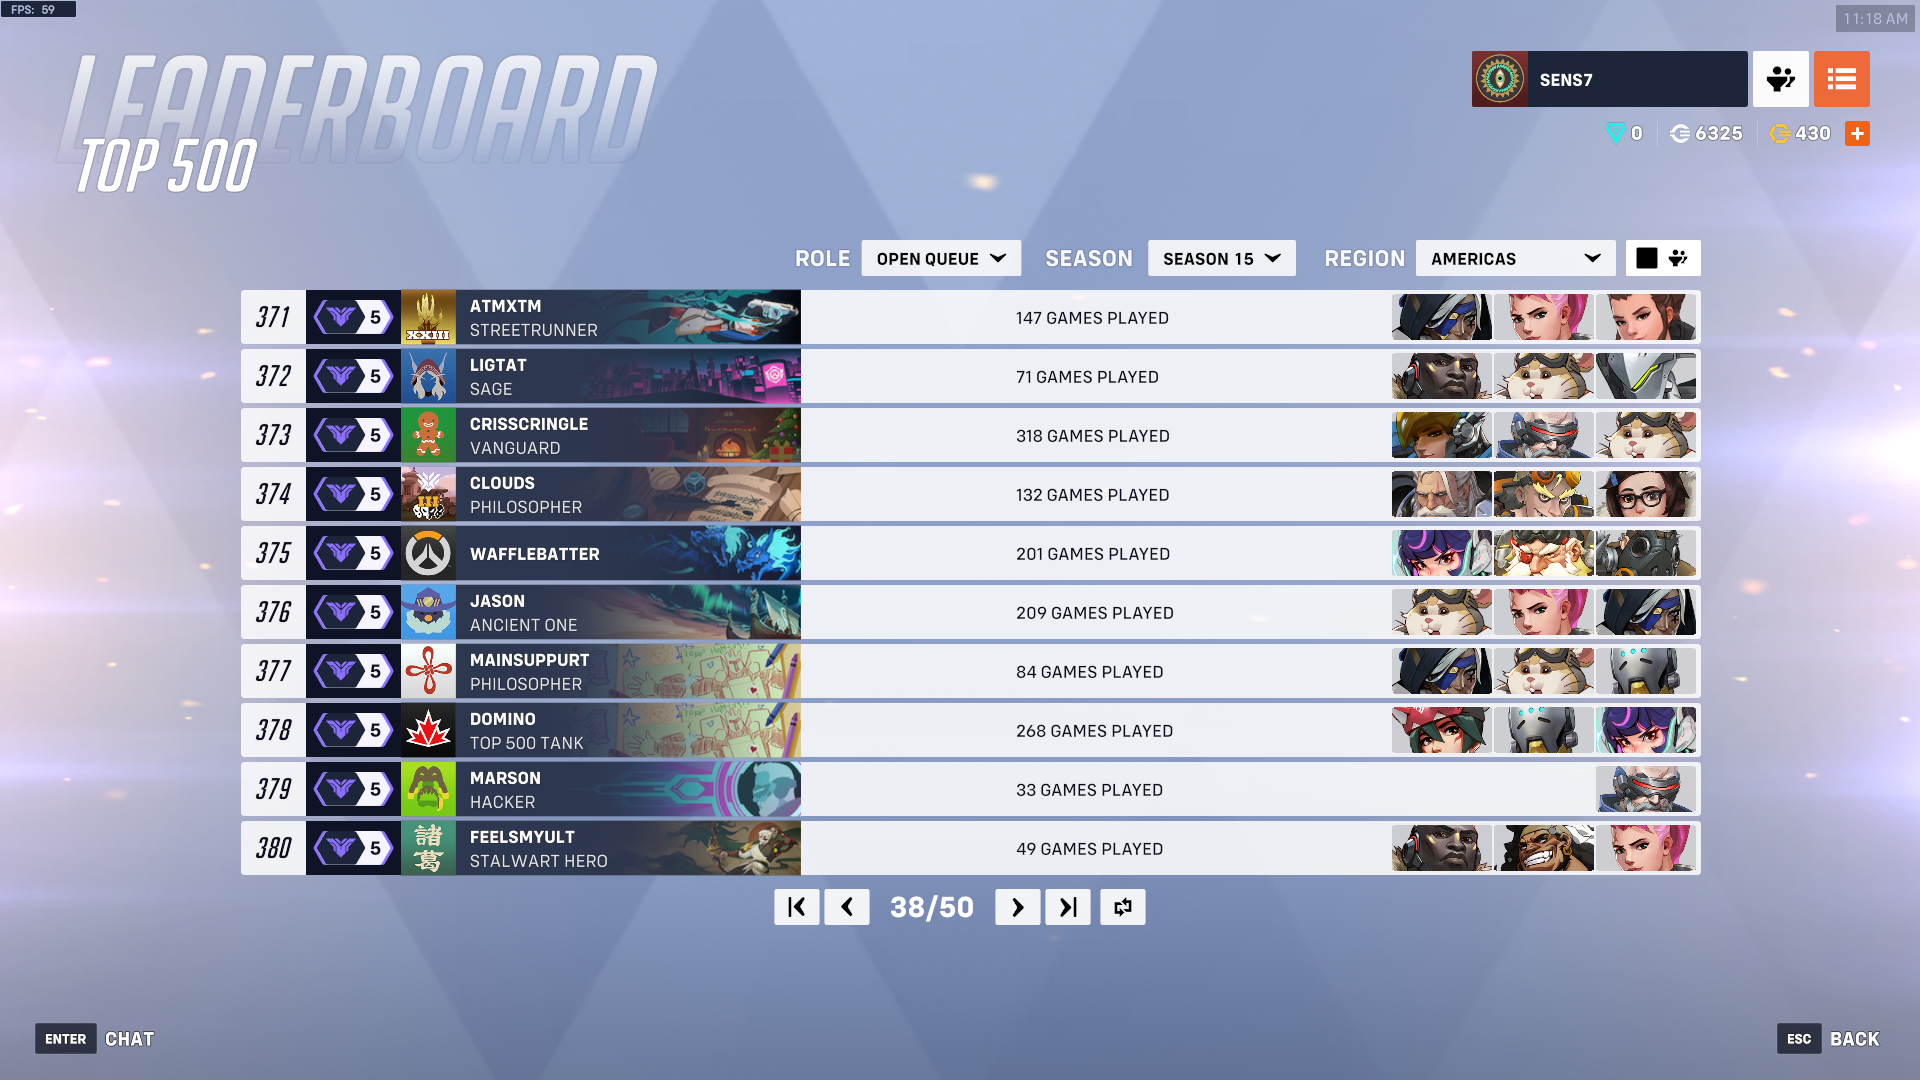 FPS: 59
11:18 AM
LEADERBOARD
TOP 500
SENS7
0
6325
430
ROLE OPEN QUEUE SEASON SEASON 15 REGION AMERICAS
371 5 XXIII ATMXTM STREETRUNNER 147 GAMES PLAYED
372 5 LIGTAT SAGE 71 GAMES PLAYED
373 5 CRISSCRINGLE VANGUARD 318 GAMES PLAYED
374 5 III CLOUDS PHILOSOPHER 132 GAMES PLAYED
375 5 WAFFLEBATTER 201 GAMES PLAYED
376 5 JASON ANCIENT ONE 209 GAMES PLAYED
377 5 MAINSUPPURT PHILOSOPHER 84 GAMES PLAYED
378 5 DOMINO TOP 500 TANK 268 GAMES PLAYED
379 5 MARSON HACKER 33 GAMES PLAYED
380 5 諸葛 FEELSMYULT STALWART HERO 49 GAMES PLAYED
38/50
ENTER CHAT
ESC BACK